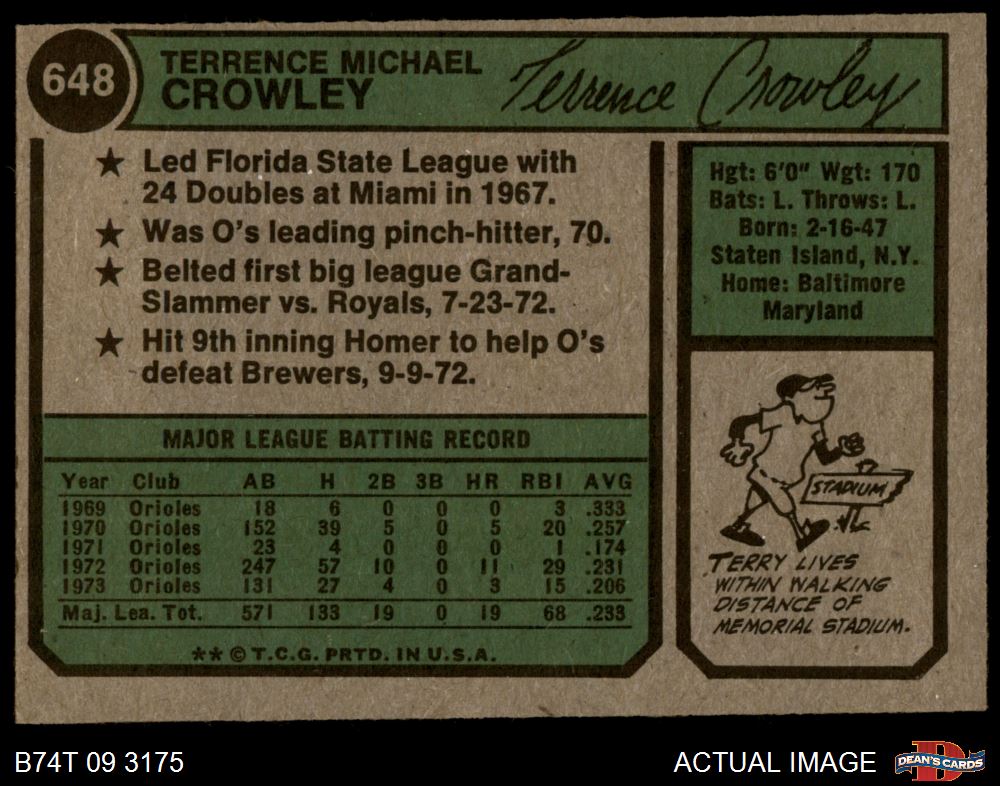 648
TERRENCE MICHAEL
CROWLEY
Terrence Crowley
★ Led Florida State League with
24 Doubles at Miami in 1967.
★ Was O's leading pinch-hitter, 70.
★ Belted first big league Grand-
Slammer vs. Royals, 7-23-72.
★ Hit 9th inning Homer to help O's
defeat Brewers, 9-9-72.
Hgt: 6'0" Wgt: 170
Bats: L. Throws: L.
Born: 2-16-47
Staten Island, N.Y.
Home: Baltimore
Maryland
MAJOR LEAGUE BATTING RECORD
Year Club AB H 2B 3B HR RBI AVG
1969 Orioles 18 6 0 0 0 3 .333
1970 Orioles 152 39 5 0 5 20 .257
1971 Orioles 23 4 0 0 0 1 .174
1972 Orioles 247 57 10 0 11 29 .231
1973 Orioles 131 27 4 0 3 15 .206
Maj. Lea. Tot. 571 133 19 0 19 68 .233
** © T.C.G. PRTD. IN U.S.A.
STADIUM
TERRY LIVES
WITHIN WALKING
DISTANCE OF
MEMORIAL STADIUM.
B74T 09 3175
ACTUAL IMAGE
D
DEAN'S CARDS